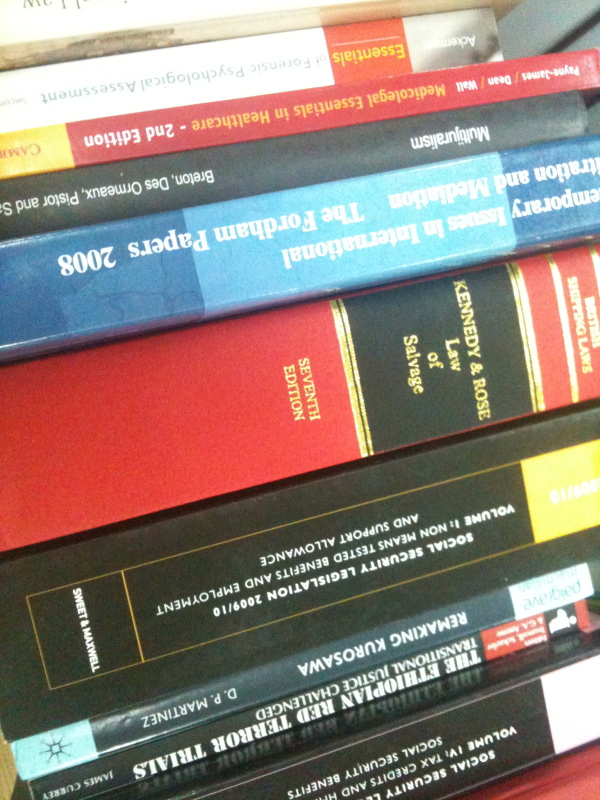 Ackerman
Essentials
of Forensic Psychological Assessment
Payne-James / Dean / Wall
Medicolegal Essentials in Healthcare - 2nd Edition
Multijuralism
Breton, Des Ormeaux, Pistor and
Issues in International
and Mediation
The Fordham Papers 2008
BRITISH
SHIPPING LAWS
KENNEDY & ROSE
Law
of
Salvage
SEVENTH
EDITION
2009/10
SOCIAL SECURITY LEGISLATION 2009/10
VOLUME I: NON MEANS TESTED BENEFITS AND EMPLOYMENT
AND SUPPORT ALLOWANCE
SWEET & MAXWELL
palgrave
macmillan
REMAKING KUROSAWA
D. P. MARTINEZ
THE ETHIOPIAN RED TERROR TRIALS
TRANSITIONAL JUSTICE CHALLENGED
JAMES CURREY
SOCIAL SECURITY
VOLUME IV: TAX CREDITS AND
SOCIAL SECURITY BENEFITS